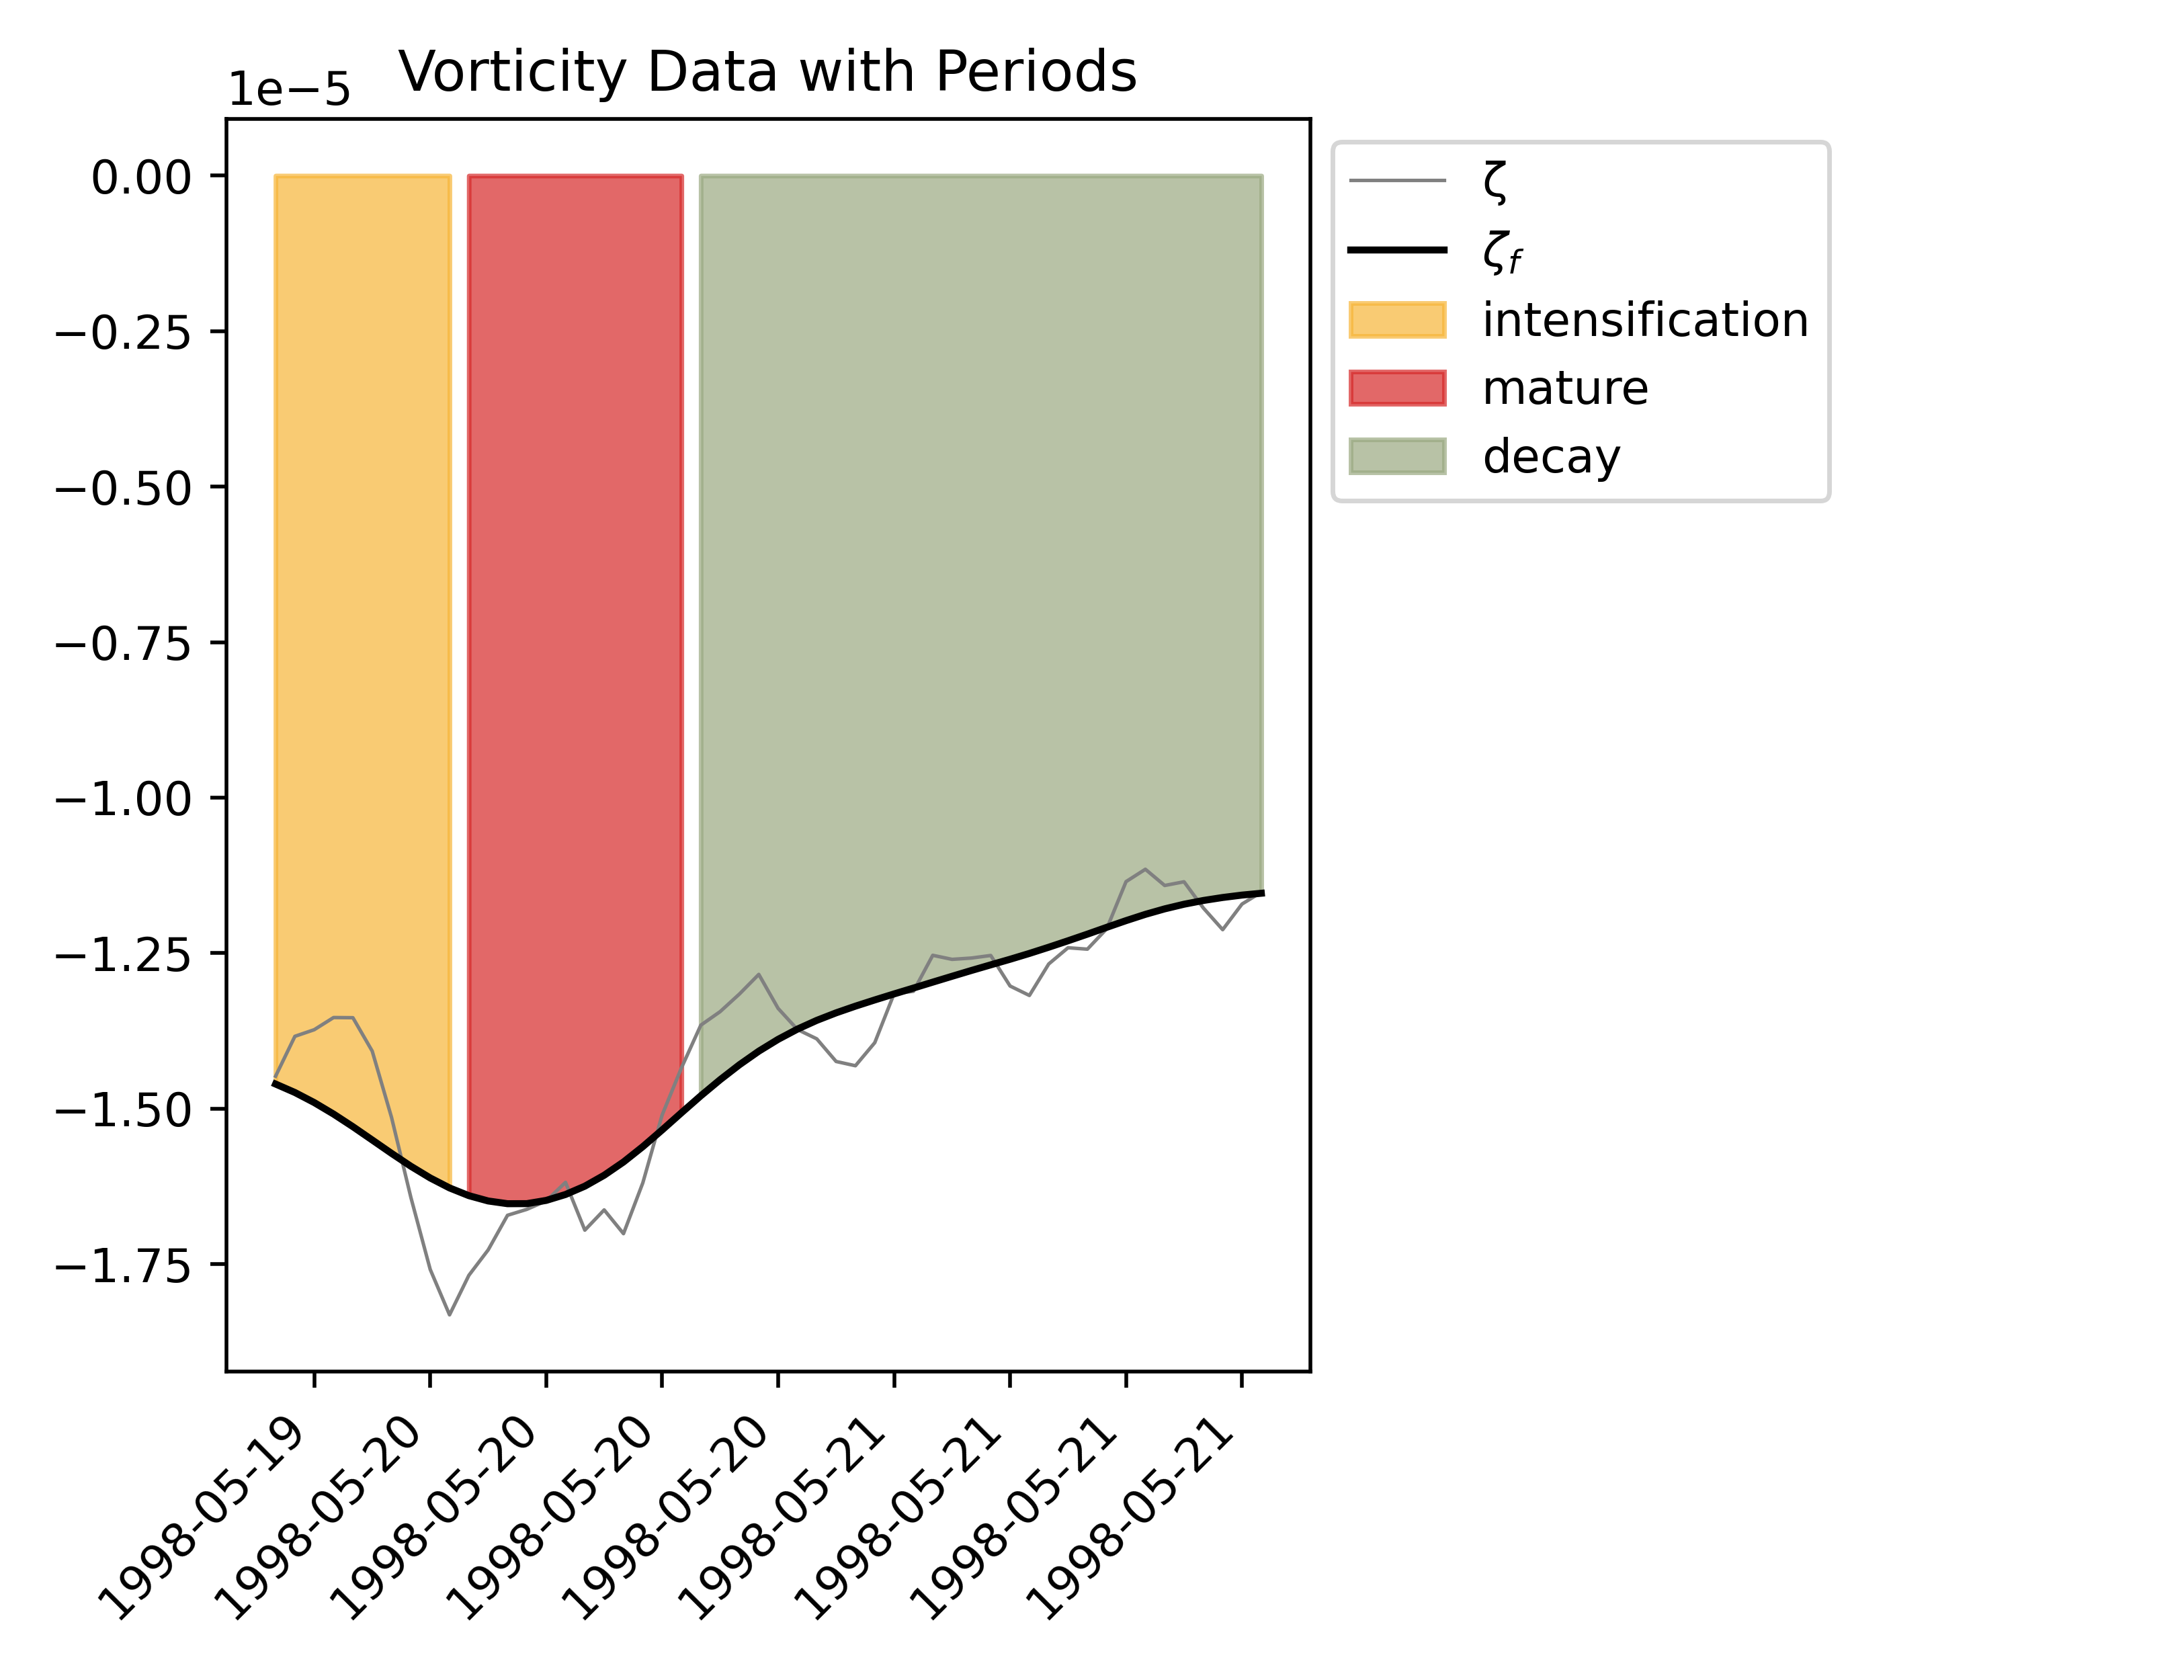 Vorticity Data with Periods
1e−5
0.00
−0.25
−0.50
−0.75
−1.00
−1.25
−1.50
−1.75
1998-05-19
1998-05-20
1998-05-20
1998-05-20
1998-05-20
1998-05-21
1998-05-21
1998-05-21
1998-05-21
ζ
ζf
intensification
mature
decay